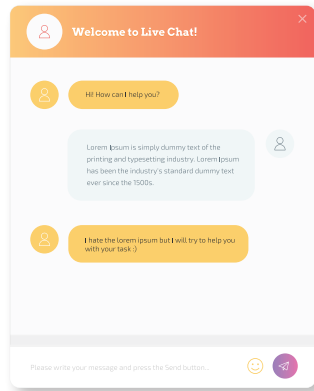 Welcome to Live Chat!
Hi! How can I help you?
Lorem Ipsum is simply dummy text of the
printing and typesetting industry. Lorem Ipsum
has been the industry's standard dummy text
ever since the 1500s.
I hate the lorem ipsum but I will try to help you
with your task :)
Please write your message and press the Send button...